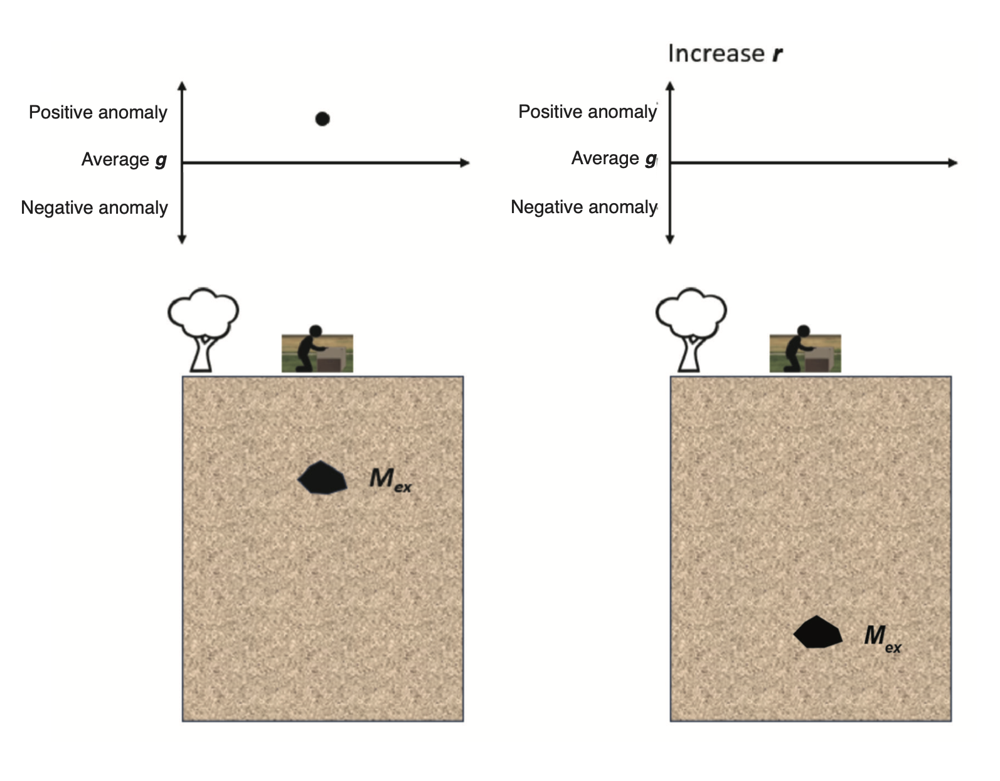 Increase r
Positive anomaly
Average g
Negative anomaly
Positive anomaly
Average g
Negative anomaly
Mex
Mex